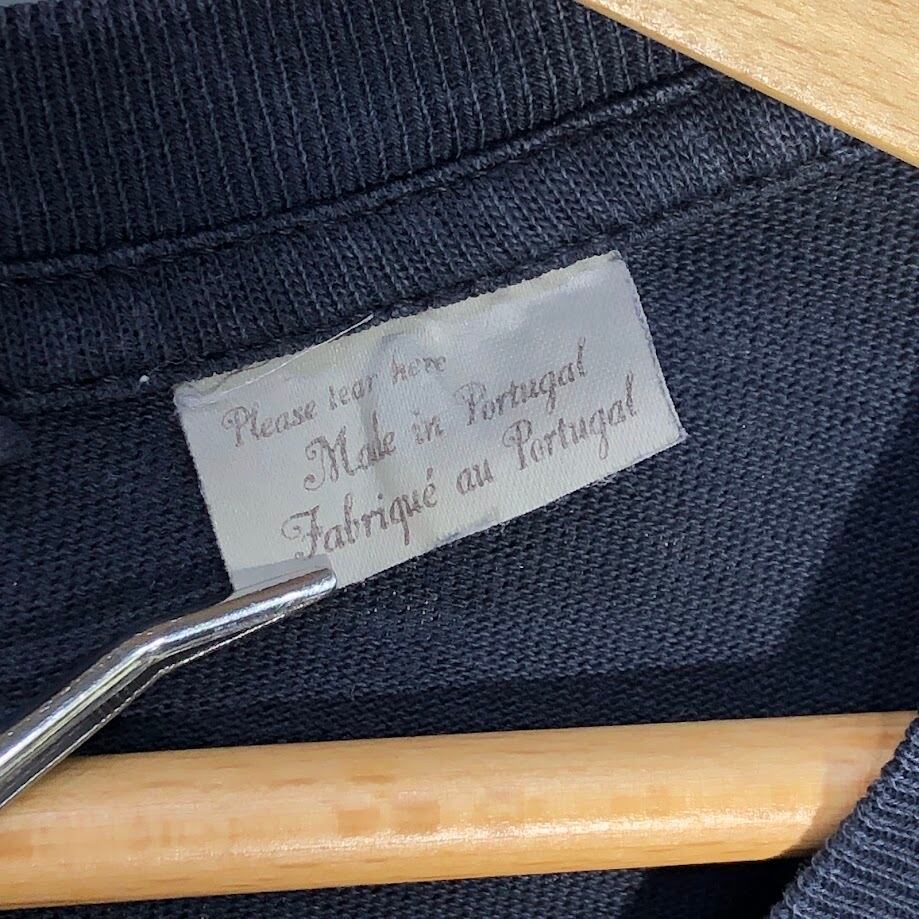 Please tear here
Made in Portugal
Fabriqué au Portugal